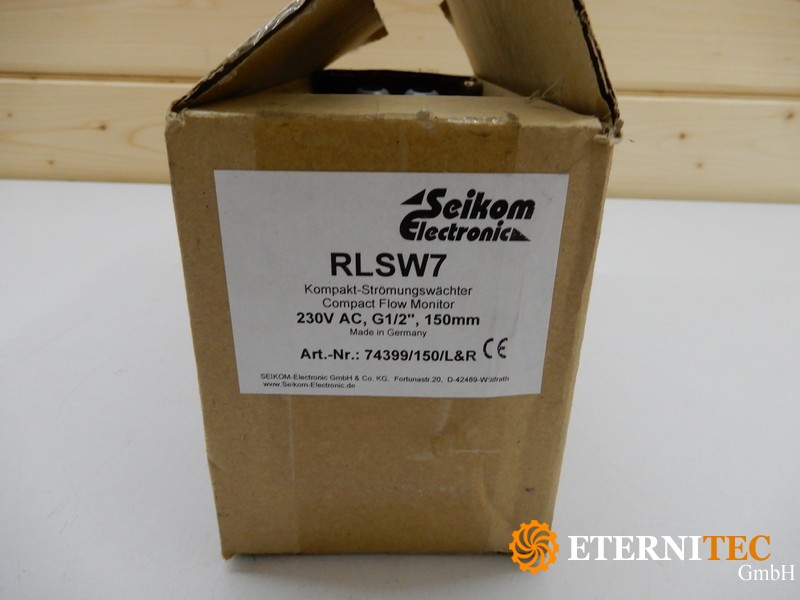 Seikom
Electronic
RLSW7
Kompakt-Strömungswächter
Compact Flow Monitor
230V AC, G1/2", 150mm
Made in Germany
Art.-Nr.: 74399/150/L&R CE
SEIKOM-Electronic GmbH & Co. KG, Fortunastr.20, D-42489-Wülfrath
www.Seikom-Electronic.de
ETERNITEC
GmbH